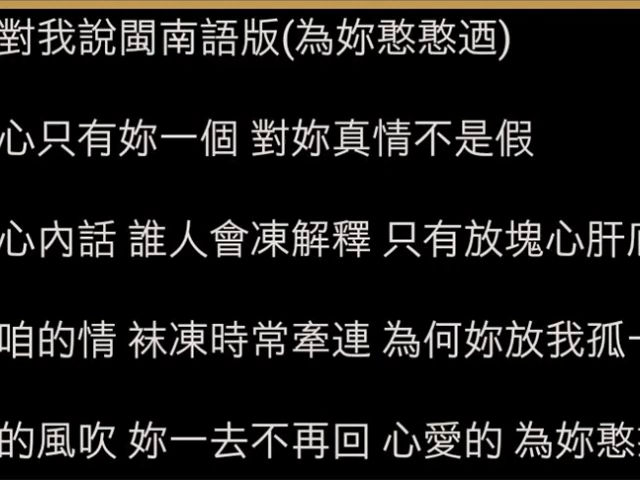 對我說閩南語版(為妳憨憨迺)
心只有妳一個 對妳真情不是假
心內話 誰人會凍解釋 只有放塊心肝
咱的情 袜凍時常牽連 為何妳放我孤
的風吹 妳一去不再回 心愛的 為妳憨